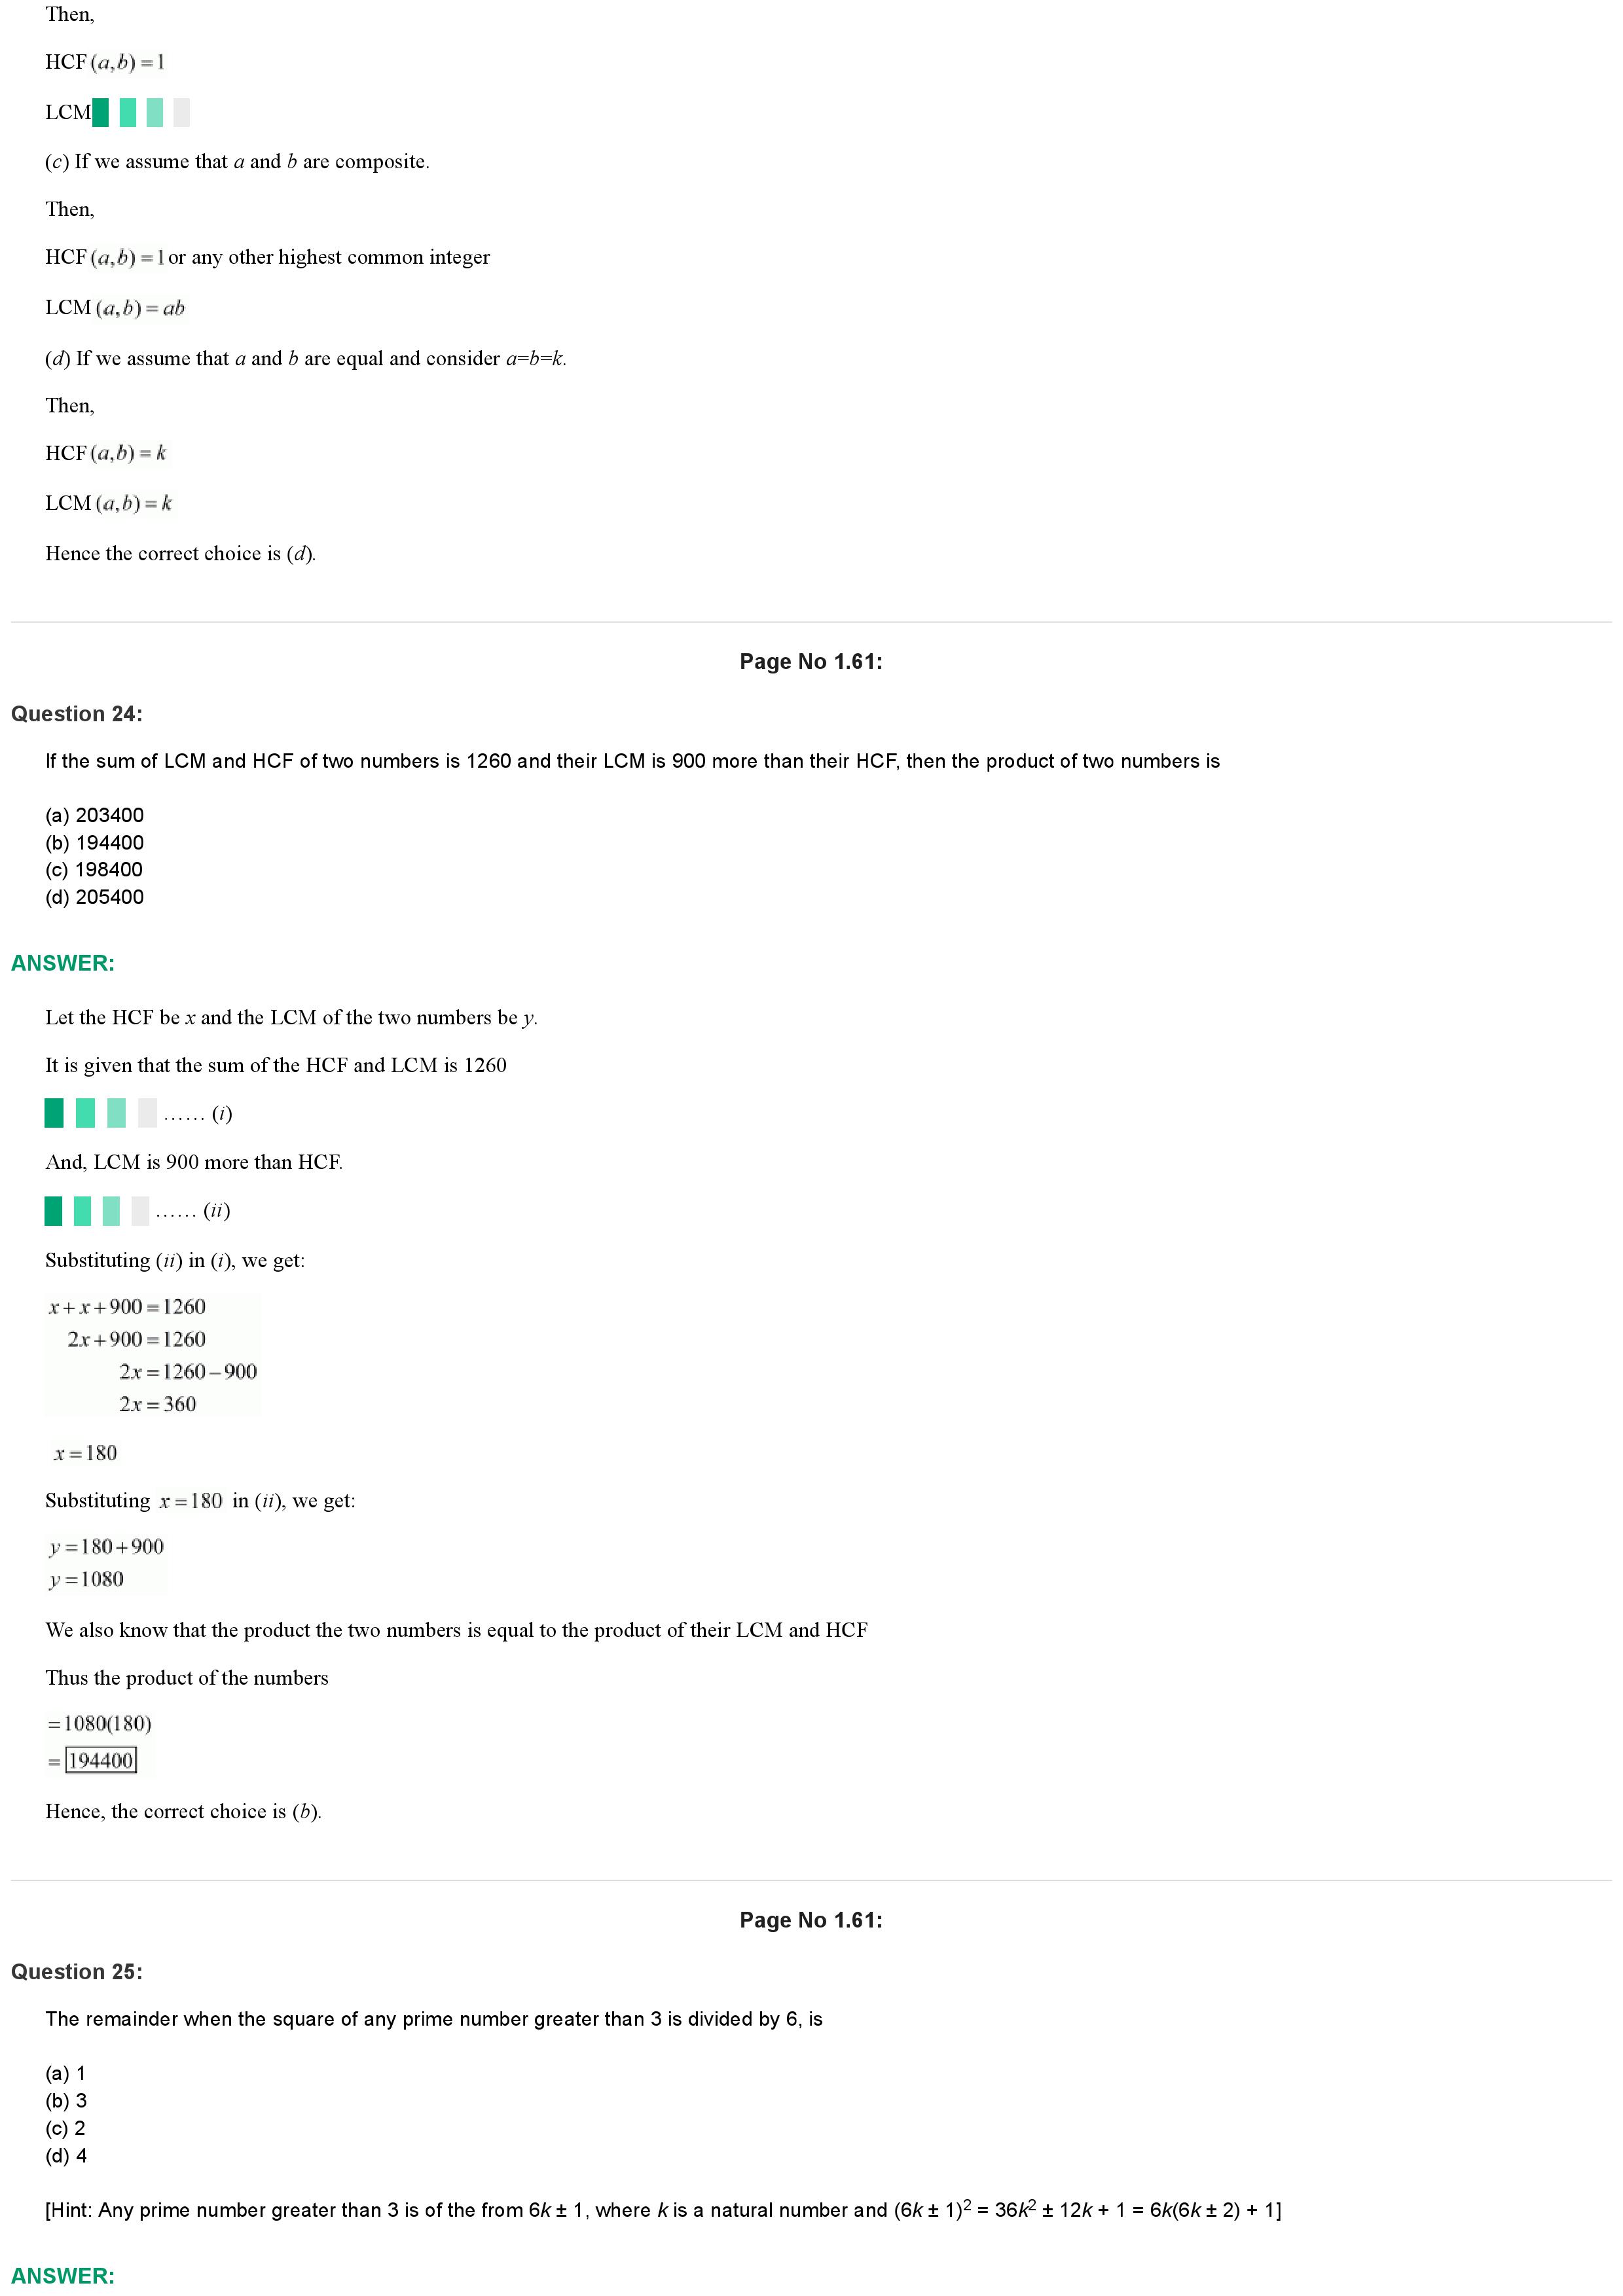 Then,
HCF (a,b) = 1
LCM
(c) If we assume that a and b are composite.
Then,
HCF (a,b) = 1 or any other highest common integer
LCM (a,b) = ab
(d) If we assume that a and b are equal and consider a=b=k.
Then,
HCF (a,b) = k
LCM (a,b) = k
Hence the correct choice is (d).
Page No 1.61:
Question 24:
If the sum of LCM and HCF of two numbers is 1260 and their LCM is 900 more than their HCF, then the product of two numbers is
(a) 203400
(b) 194400
(c) 198400
(d) 205400
ANSWER:
Let the HCF be x and the LCM of the two numbers be y.
It is given that the sum of the HCF and LCM is 1260
...... (i)
And, LCM is 900 more than HCF.
...... (ii)
Substituting (ii) in (i), we get:
x + x + 900 = 1260
2x + 900 = 1260
2x = 1260 – 900
2x = 360
x = 180
Substituting x = 180 in (ii), we get:
y = 180 + 900
y = 1080
We also know that the product the two numbers is equal to the product of their LCM and HCF
Thus the product of the numbers
= 1080(180)
= 194400
Hence, the correct choice is (b).
Page No 1.61:
Question 25:
The remainder when the square of any prime number greater than 3 is divided by 6, is
(a) 1
(b) 3
(c) 2
(d) 4
[Hint: Any prime number greater than 3 is of the from 6k ± 1, where k is a natural number and (6k ± 1)² = 36k² ± 12k + 1 = 6k(6k ± 2) + 1]
ANSWER: